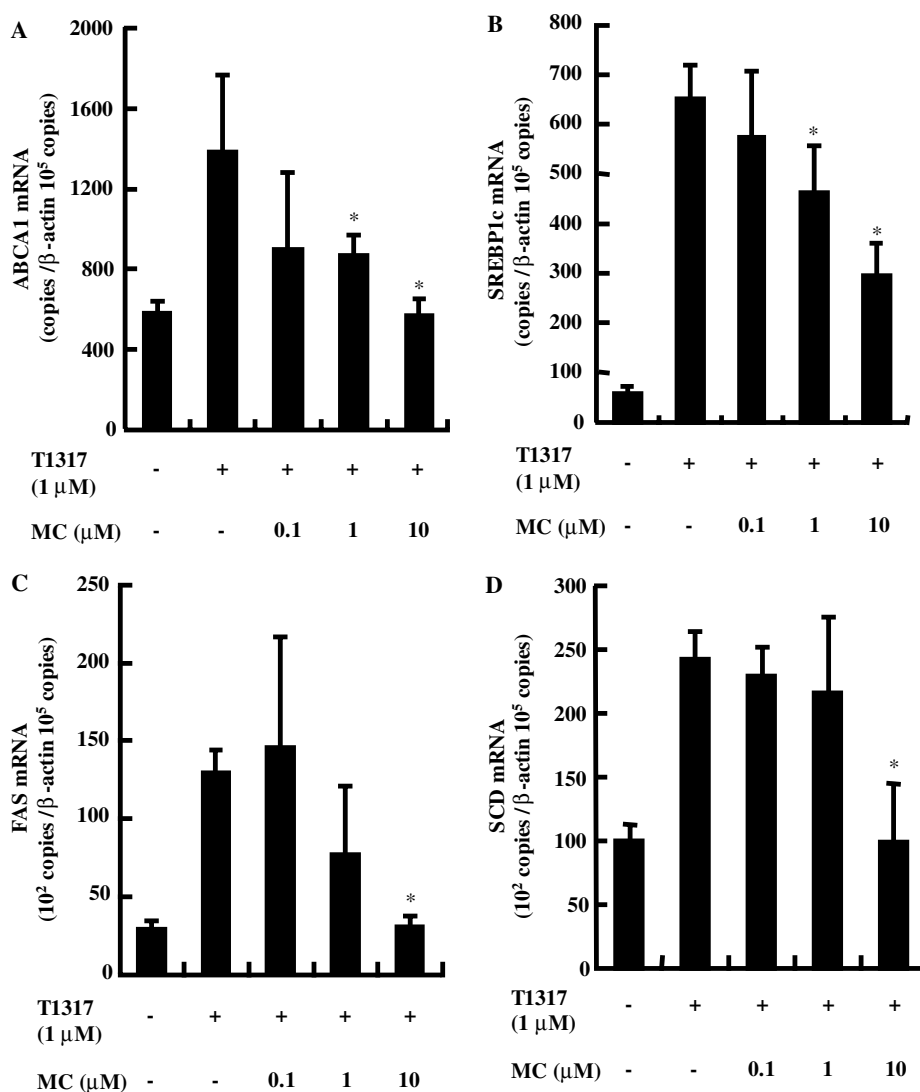 A
ABCA1 mRNA
(copies /β-actin 10⁵ copies)
2000
1600
1200
800
400
0
*
*
T1317
(1 μM)
- + + + +
MC (μM) - - 0.1 1 10
B
SREBP1c mRNA
(copies /β-actin 10⁵ copies)
800
700
600
500
400
300
200
100
0
*
*
T1317
(1 μM)
- + + + +
MC (μM) - - 0.1 1 10
C
FAS mRNA
(10² copies /β-actin 10⁵ copies)
250
200
150
100
50
0
*
T1317
(1 μM)
- + + + +
MC (μM) - - 0.1 1 10
D
SCD mRNA
(10² copies /β-actin 10⁵ copies)
300
250
200
150
100
50
0
*
T1317
(1 μM)
- + + + +
MC (μM) - - 0.1 1 10